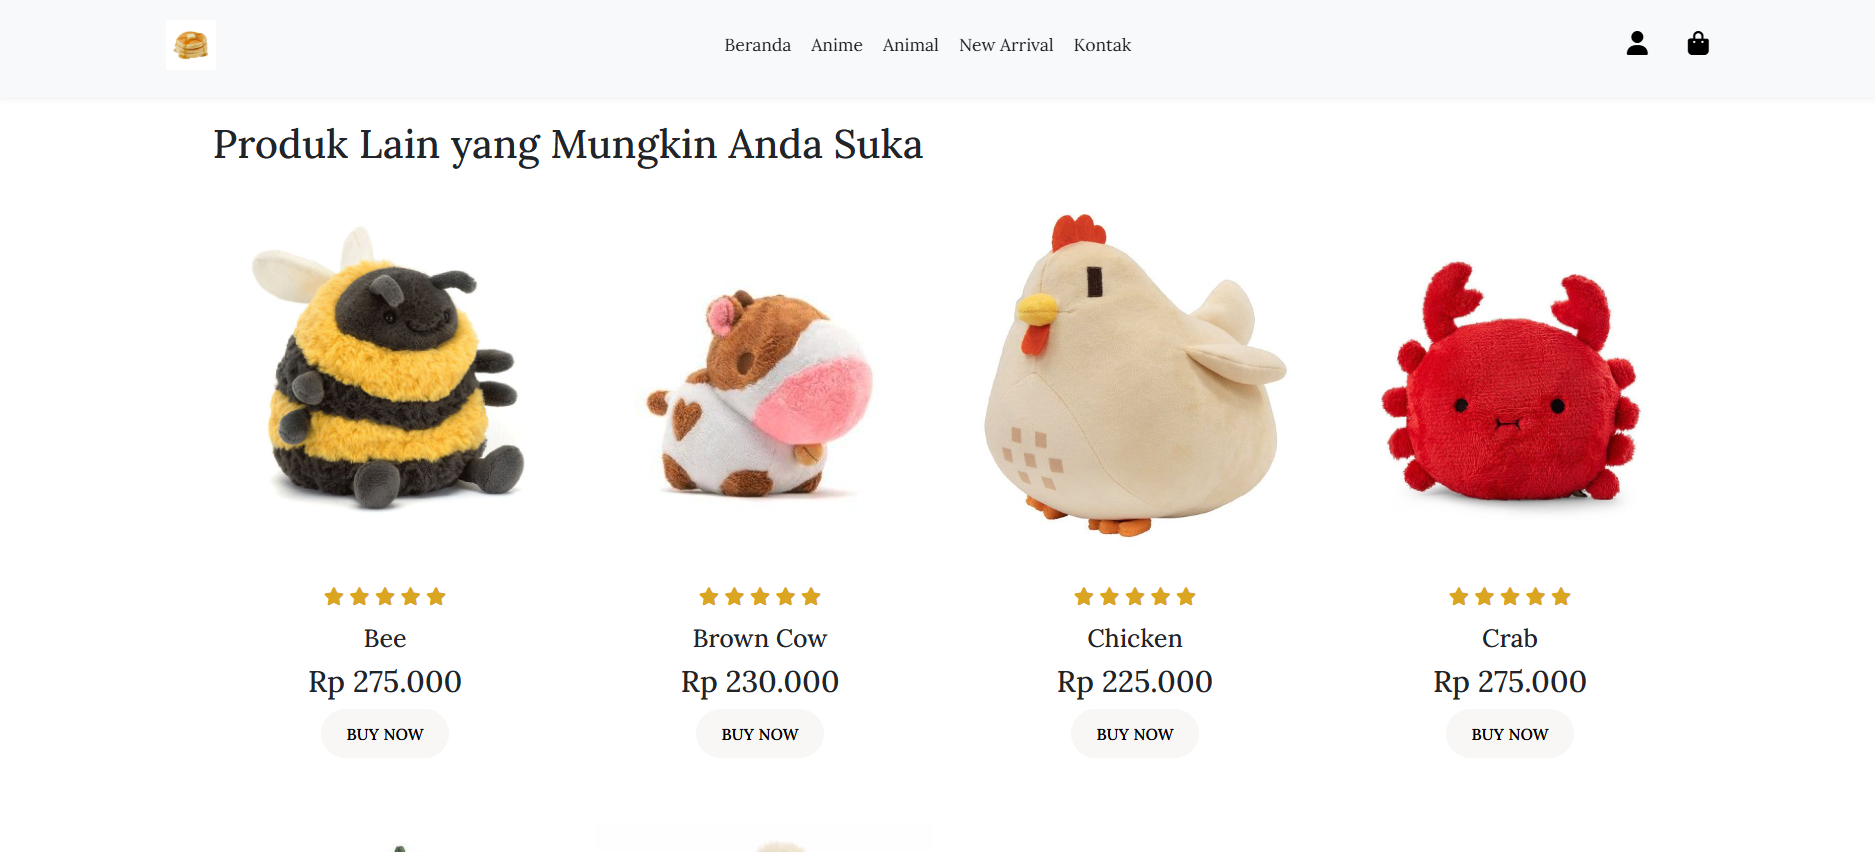 Beranda Anime Animal New Arrival Kontak
Produk Lain yang Mungkin Anda Suka
Bee
Rp 275.000
BUY NOW
Brown Cow
Rp 230.000
BUY NOW
Chicken
Rp 225.000
BUY NOW
Crab
Rp 275.000
BUY NOW